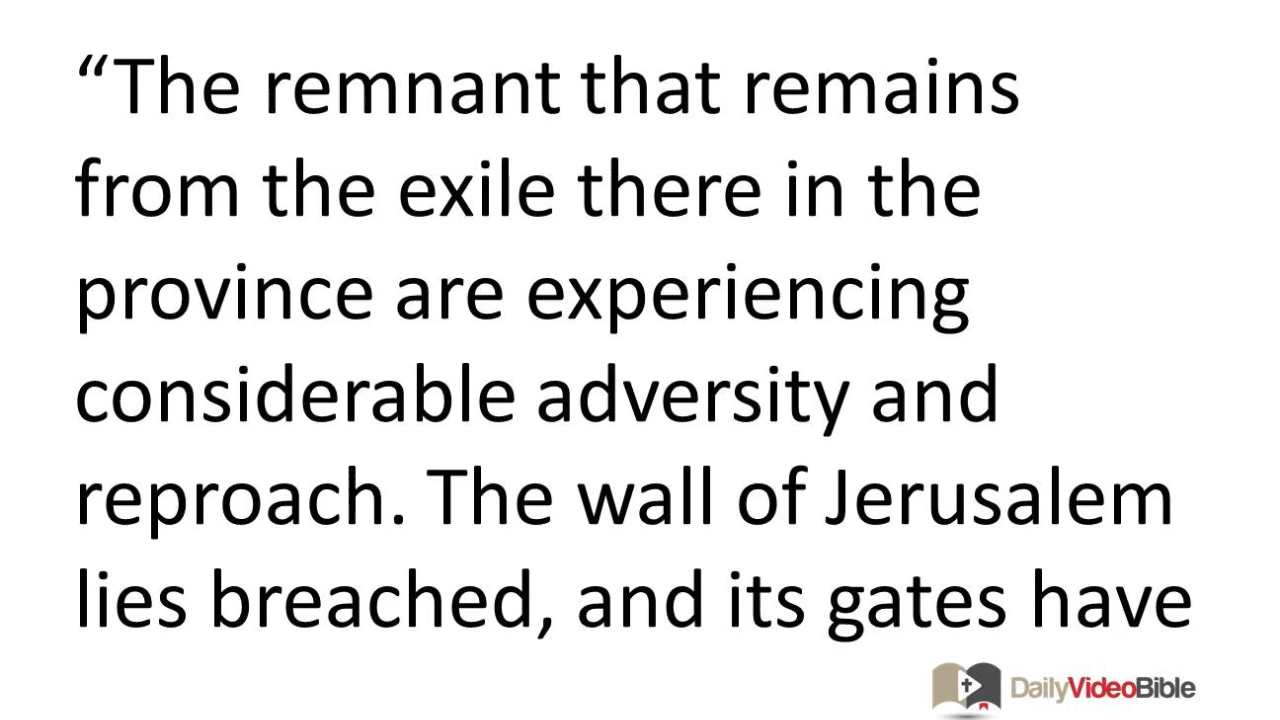 “The remnant that remains
from the exile there in the
province are experiencing
considerable adversity and
reproach. The wall of Jerusalem
lies breached, and its gates have
DailyVideoBible